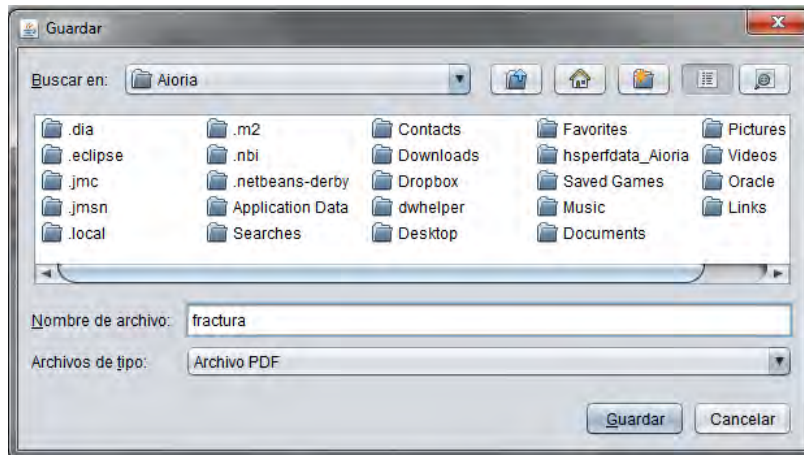 Guardar
Buscar en: Aioria
.dia .m2 Contacts Favorites Pictures
.eclipse .nbi Downloads hsperfdata_Aioria Videos
.jmc .netbeans-derby Dropbox Saved Games Oracle
.jmsn Application Data dwhelper Music Links
.local Searches Desktop Documents
Nombre de archivo: fractura
Archivos de tipo: Archivo PDF
Guardar Cancelar